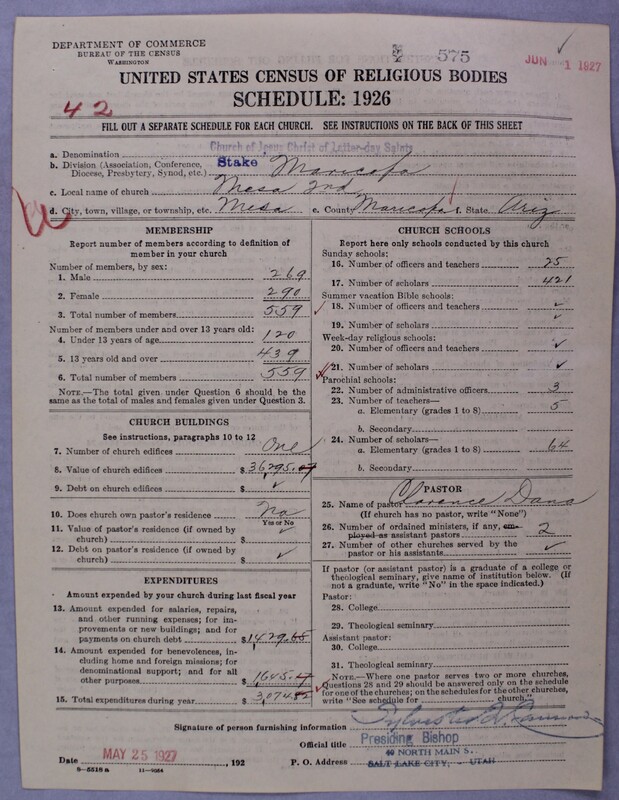 DEPARTMENT OF COMMERCE
BUREAU OF THE CENSUS
WASHINGTON
575
JUN 1 1927
UNITED STATES CENSUS OF RELIGIOUS BODIES
SCHEDULE: 1926
42
FILL OUT A SEPARATE SCHEDULE FOR EACH CHURCH. SEE INSTRUCTIONS ON THE BACK OF THIS SHEET
a. Denomination Church of Jesus Christ of Latter-day Saints
b. Division (Association, Conference, Diocese, Presbytery, Synod, etc.) Stake Maricopa
c. Local name of church Mesa 2nd
d. City, town, village, or township, etc. Mesa e. County Maricopa f. State Ariz
MEMBERSHIP
Report number of members according to definition of
member in your church
Number of members, by sex:
1. Male 269
2. Female 290
3. Total number of members 559
Number of members under and over 13 years old:
4. Under 13 years of age 120
5. 13 years old and over 439
6. Total number of members 559
NOTE.—The total given under Question 6 should be
same as the total of males and females given under Question 3.
CHURCH BUILDINGS
See instructions, paragraphs 10 to 12
7. Number of church edifices One
8. Value of church edifices $36295.07
9. Debt on church edifices ✓
10. Does church own pastor's residence No
Yes or No
11. Value of pastor's residence (if owned by
church) $
12. Debt on pastor's residence (if owned by
church) $ ✓
EXPENDITURES
Amount expended by your church during last fiscal year
13. Amount expended for salaries, repairs,
and other running expenses; for im-
provements or new buildings; and for
payments on church debt $1429.
14. Amount expended for benevolences, in-
cluding home and foreign missions; for
denominational support; and for all
other purposes 1645.
15. Total expenditures during year 3,074
CHURCH SCHOOLS
Report here only schools conducted by this church
Sunday schools:
16. Number of officers and teachers 25
17. Number of scholars 421
Summer vacation Bible schools:
18. Number of officers and teachers ✓
19. Number of scholars ✓
Week-day religious schools:
20. Number of officers and teachers ✓
21. Number of scholars ✓
Parochial schools:
22. Number of administrative officers 3
23. Number of teachers—
a. Elementary (grades 1 to 8) 5
b. Secondary
24. Number of scholars—
a. Elementary (grades 1 to 8) 64
b. Secondary
PASTOR
25. Name of pastor Clarence Dana
(If church has no pastor, write "None")
26. Number of ordained ministers, if any, em-
ployed as assistant pastors 2
27. Number of other churches served by the
pastor or his assistants ✓
If pastor (or assistant pastor) is a graduate of a college or
theological seminary, give name of institution below. (If
not a graduate, write "No" in the space indicated.)
Pastor:
28. College
29. Theological seminary
Assistant pastor:
30. College
31. Theological seminary
NOTE.—Where one pastor serves two or more churches,
Questions 28 and 29 should be answered only on the schedule
for one of the churches; on the schedules for the other churches,
write "See schedule for church."
Signature of person furnishing information Sylvester Q. Cannon
Official title Presiding Bishop
Date MAY 25 1927, 192 P. O. Address 40 NORTH MAIN S.
SALT LAKE CITY, - UTAH
8-5518a